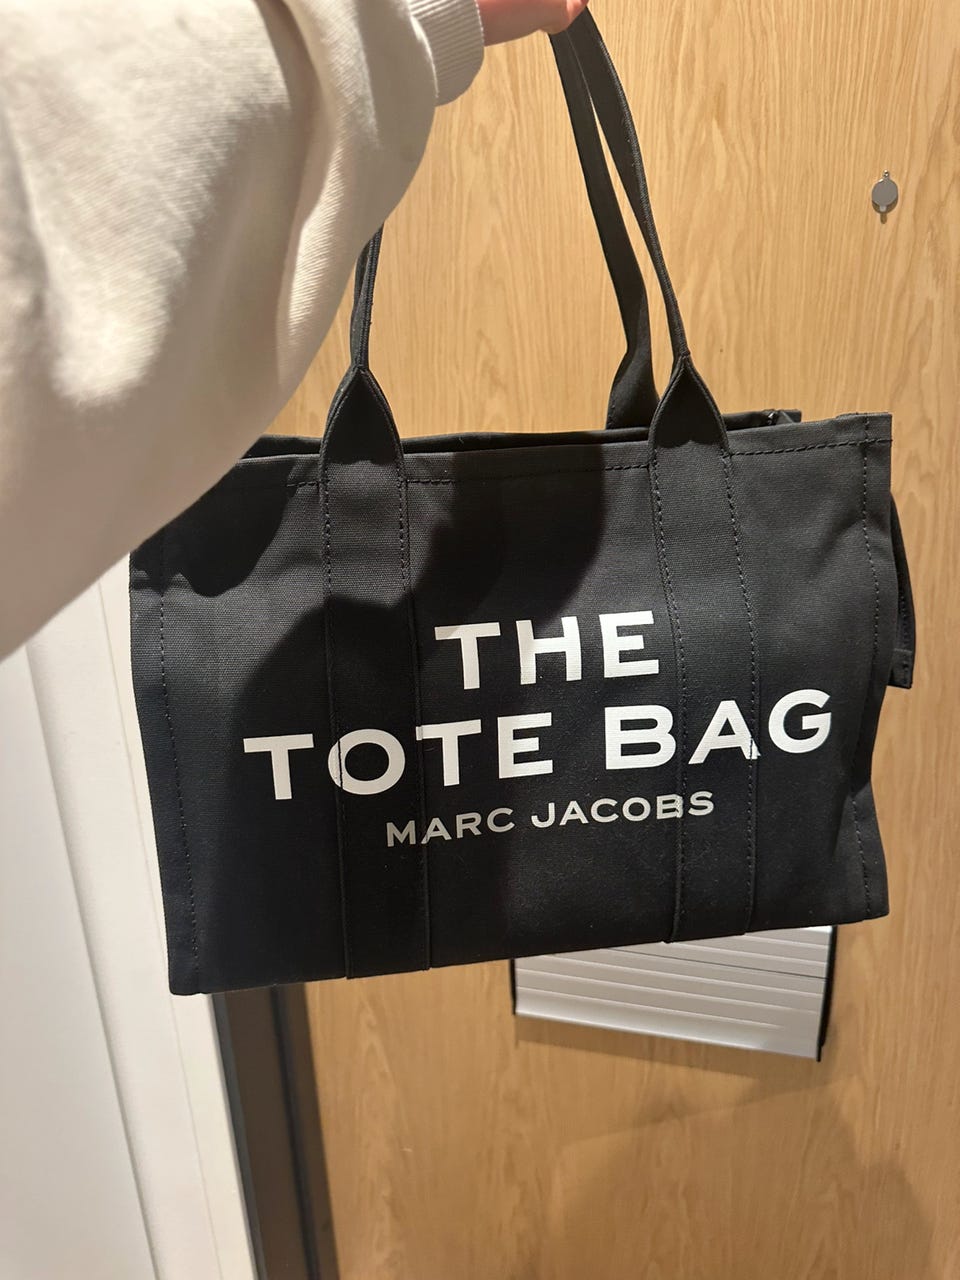 THE
TOTE BAG
MARC JACOBS